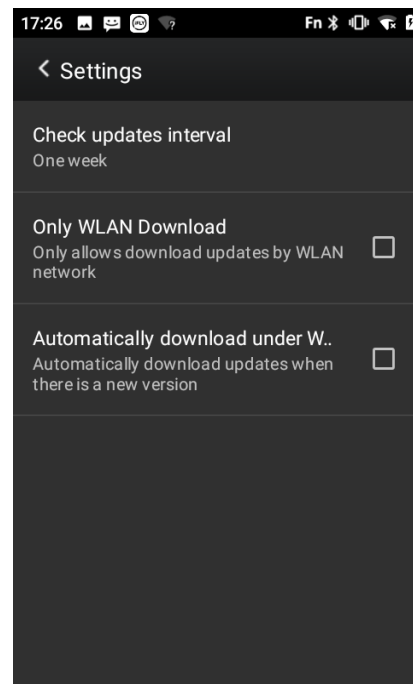 17:26 Fn
Settings
Check updates interval
One week
Only WLAN Download
Only allows download updates by WLAN
network
Automatically download under W..
Automatically download updates when
there is a new version